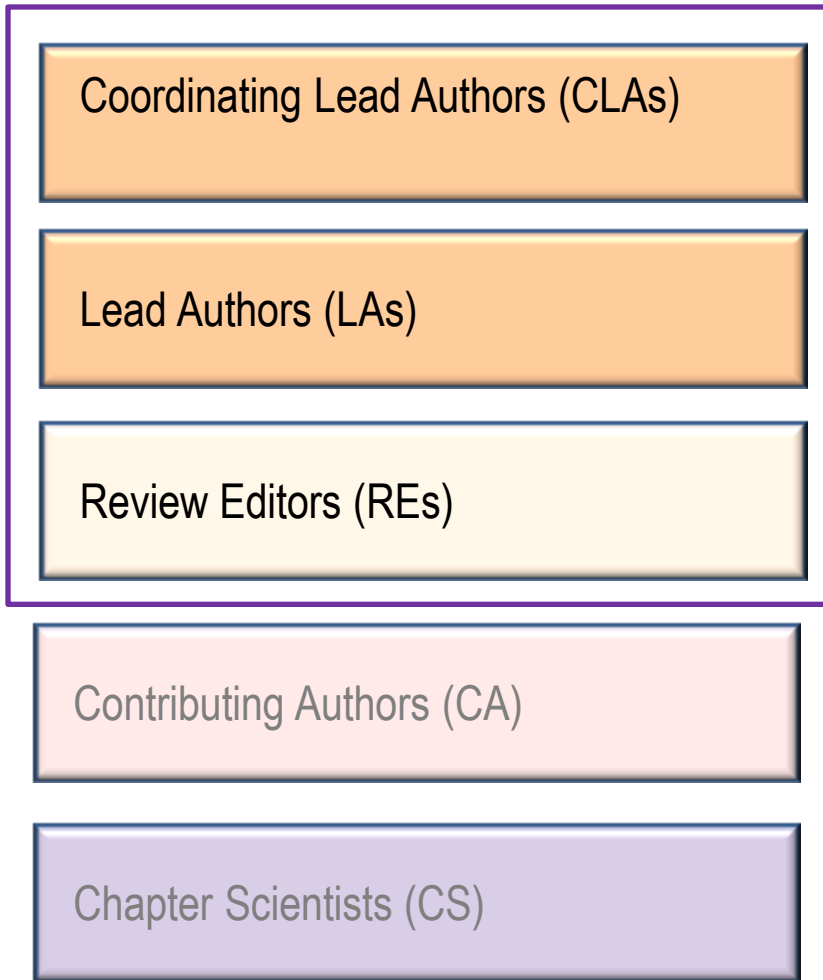 Coordinating Lead Authors (CLAs)
Lead Authors (LAs)
Review Editors (REs)
Contributing Authors (CA)
Chapter Scientists (CS)